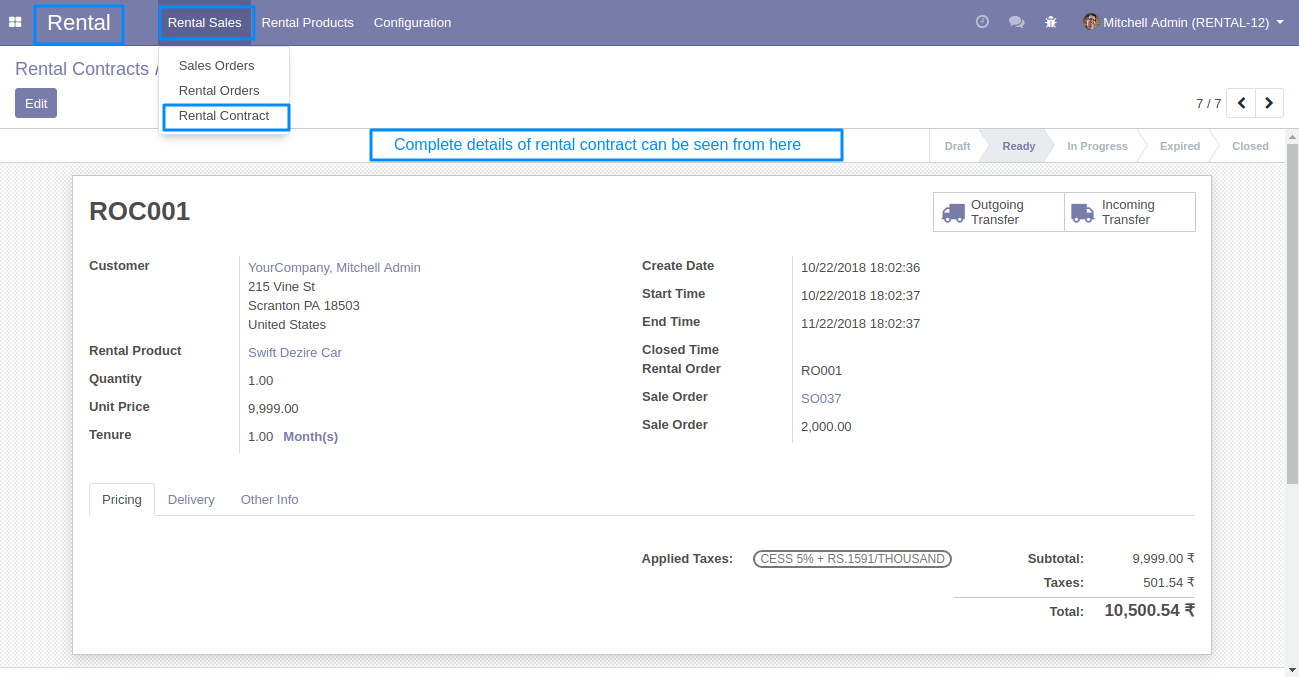 Rental Rental Sales Rental Products Configuration Mitchell Admin (RENTAL-12)
Sales Orders
Rental Orders
Rental Contract
Rental Contracts /
Edit
7 / 7
Complete details of rental contract can be seen from here
Draft Ready In Progress Expired Closed
ROC001
Outgoing
Transfer
Incoming
Transfer
Customer YourCompany, Mitchell Admin
215 Vine St
Scranton PA 18503
United States
Rental Product Swift Dezire Car
Quantity 1.00
Unit Price 9,999.00
Tenure 1.00 Month(s)
Create Date 10/22/2018 18:02:36
Start Time 10/22/2018 18:02:37
End Time 11/22/2018 18:02:37
Closed Time
Rental Order RO001
Sale Order SO037
Sale Order 2,000.00
Pricing Delivery Other Info
Applied Taxes: CESS 5% + RS.1591/THOUSAND
Subtotal: 9,999.00 ₹
Taxes: 501.54 ₹
Total: 10,500.54 ₹